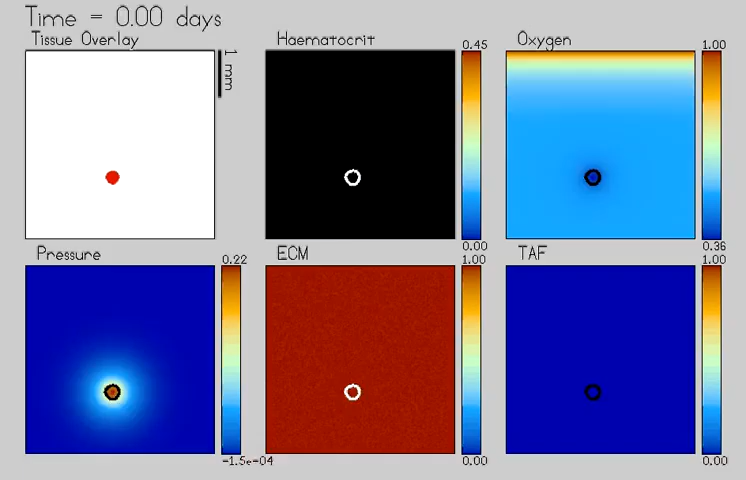 Time = 0.00 days
Tissue Overlay
1 mm
Haematocrit
0.45
0.00
Oxygen
1.00
0.36
Pressure
0.22
-1.5e-04
ECM
1.00
0.00
TAF
1.00
0.00